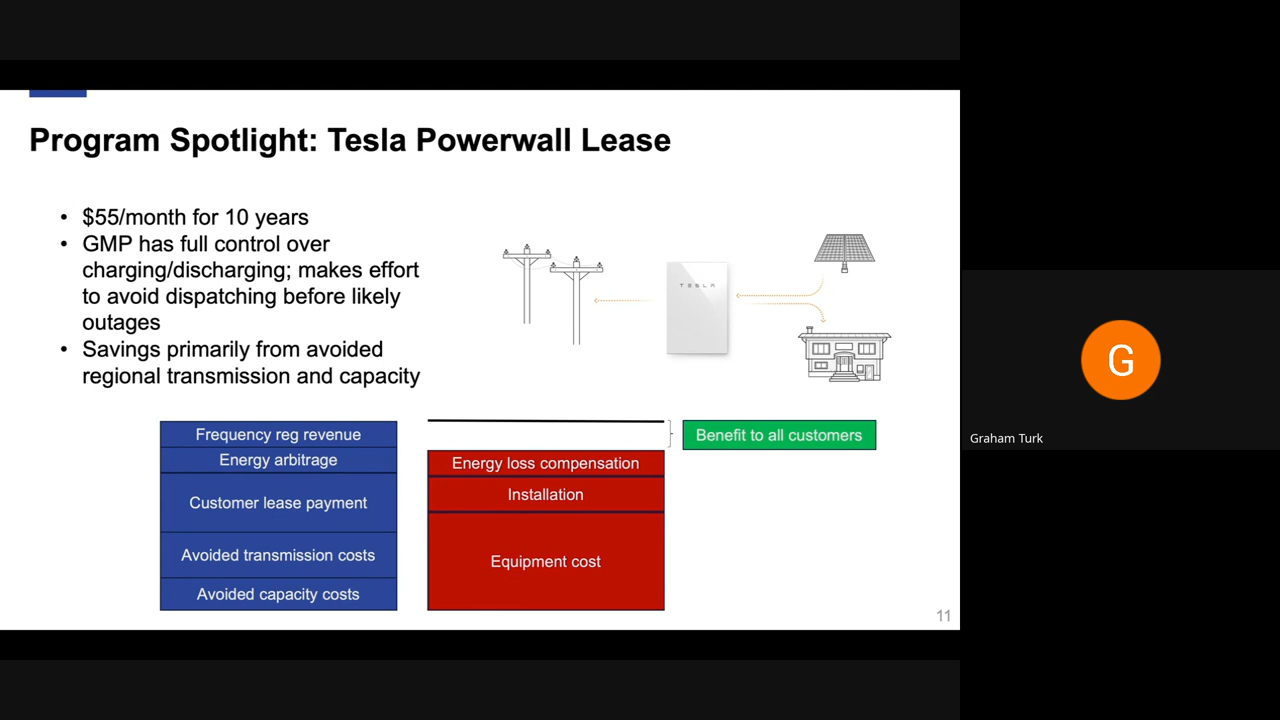 Program Spotlight: Tesla Powerwall Lease
• $55/month for 10 years
• GMP has full control over
charging/discharging; makes effort
to avoid dispatching before likely
outages
• Savings primarily from avoided
regional transmission and capacity
TESLA
Frequency reg revenue
Energy arbitrage
Customer lease payment
Avoided transmission costs
Avoided capacity costs
Energy loss compensation
Installation
Equipment cost
Benefit to all customers
11
G
Graham Turk